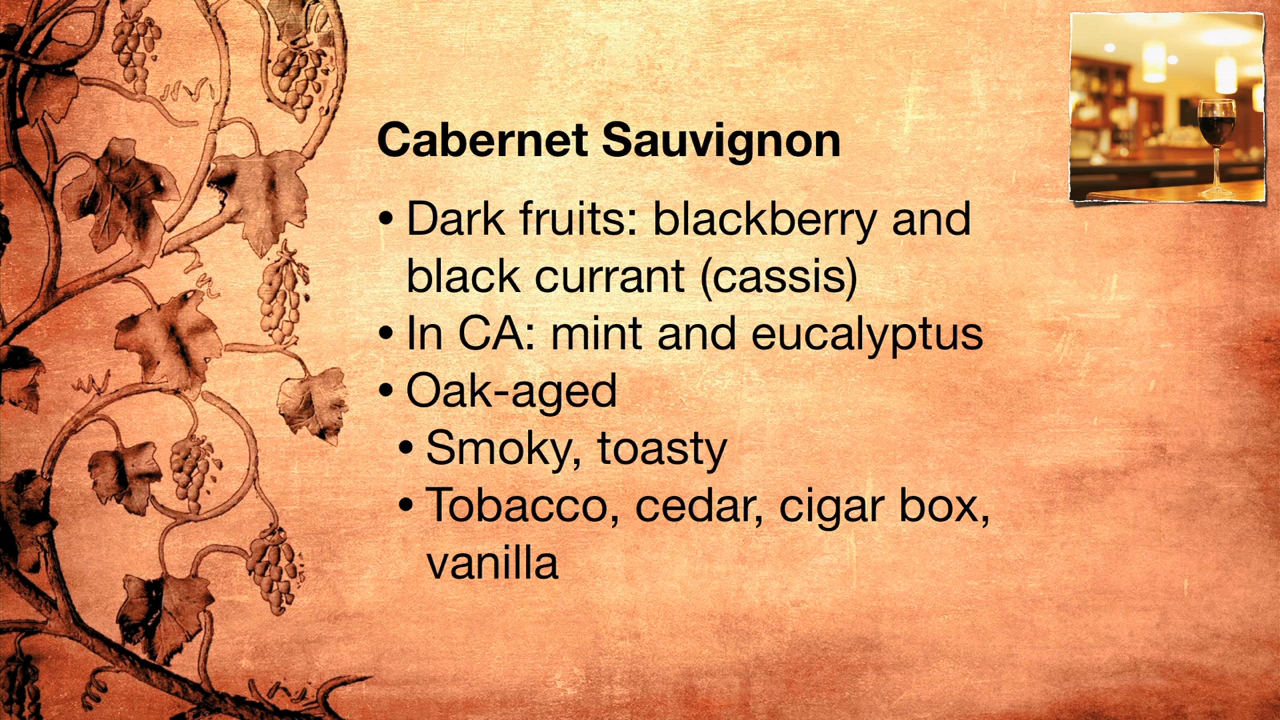 Cabernet Sauvignon
• Dark fruits: blackberry and
black currant (cassis)
• In CA: mint and eucalyptus
• Oak-aged
• Smoky, toasty
• Tobacco, cedar, cigar box,
vanilla